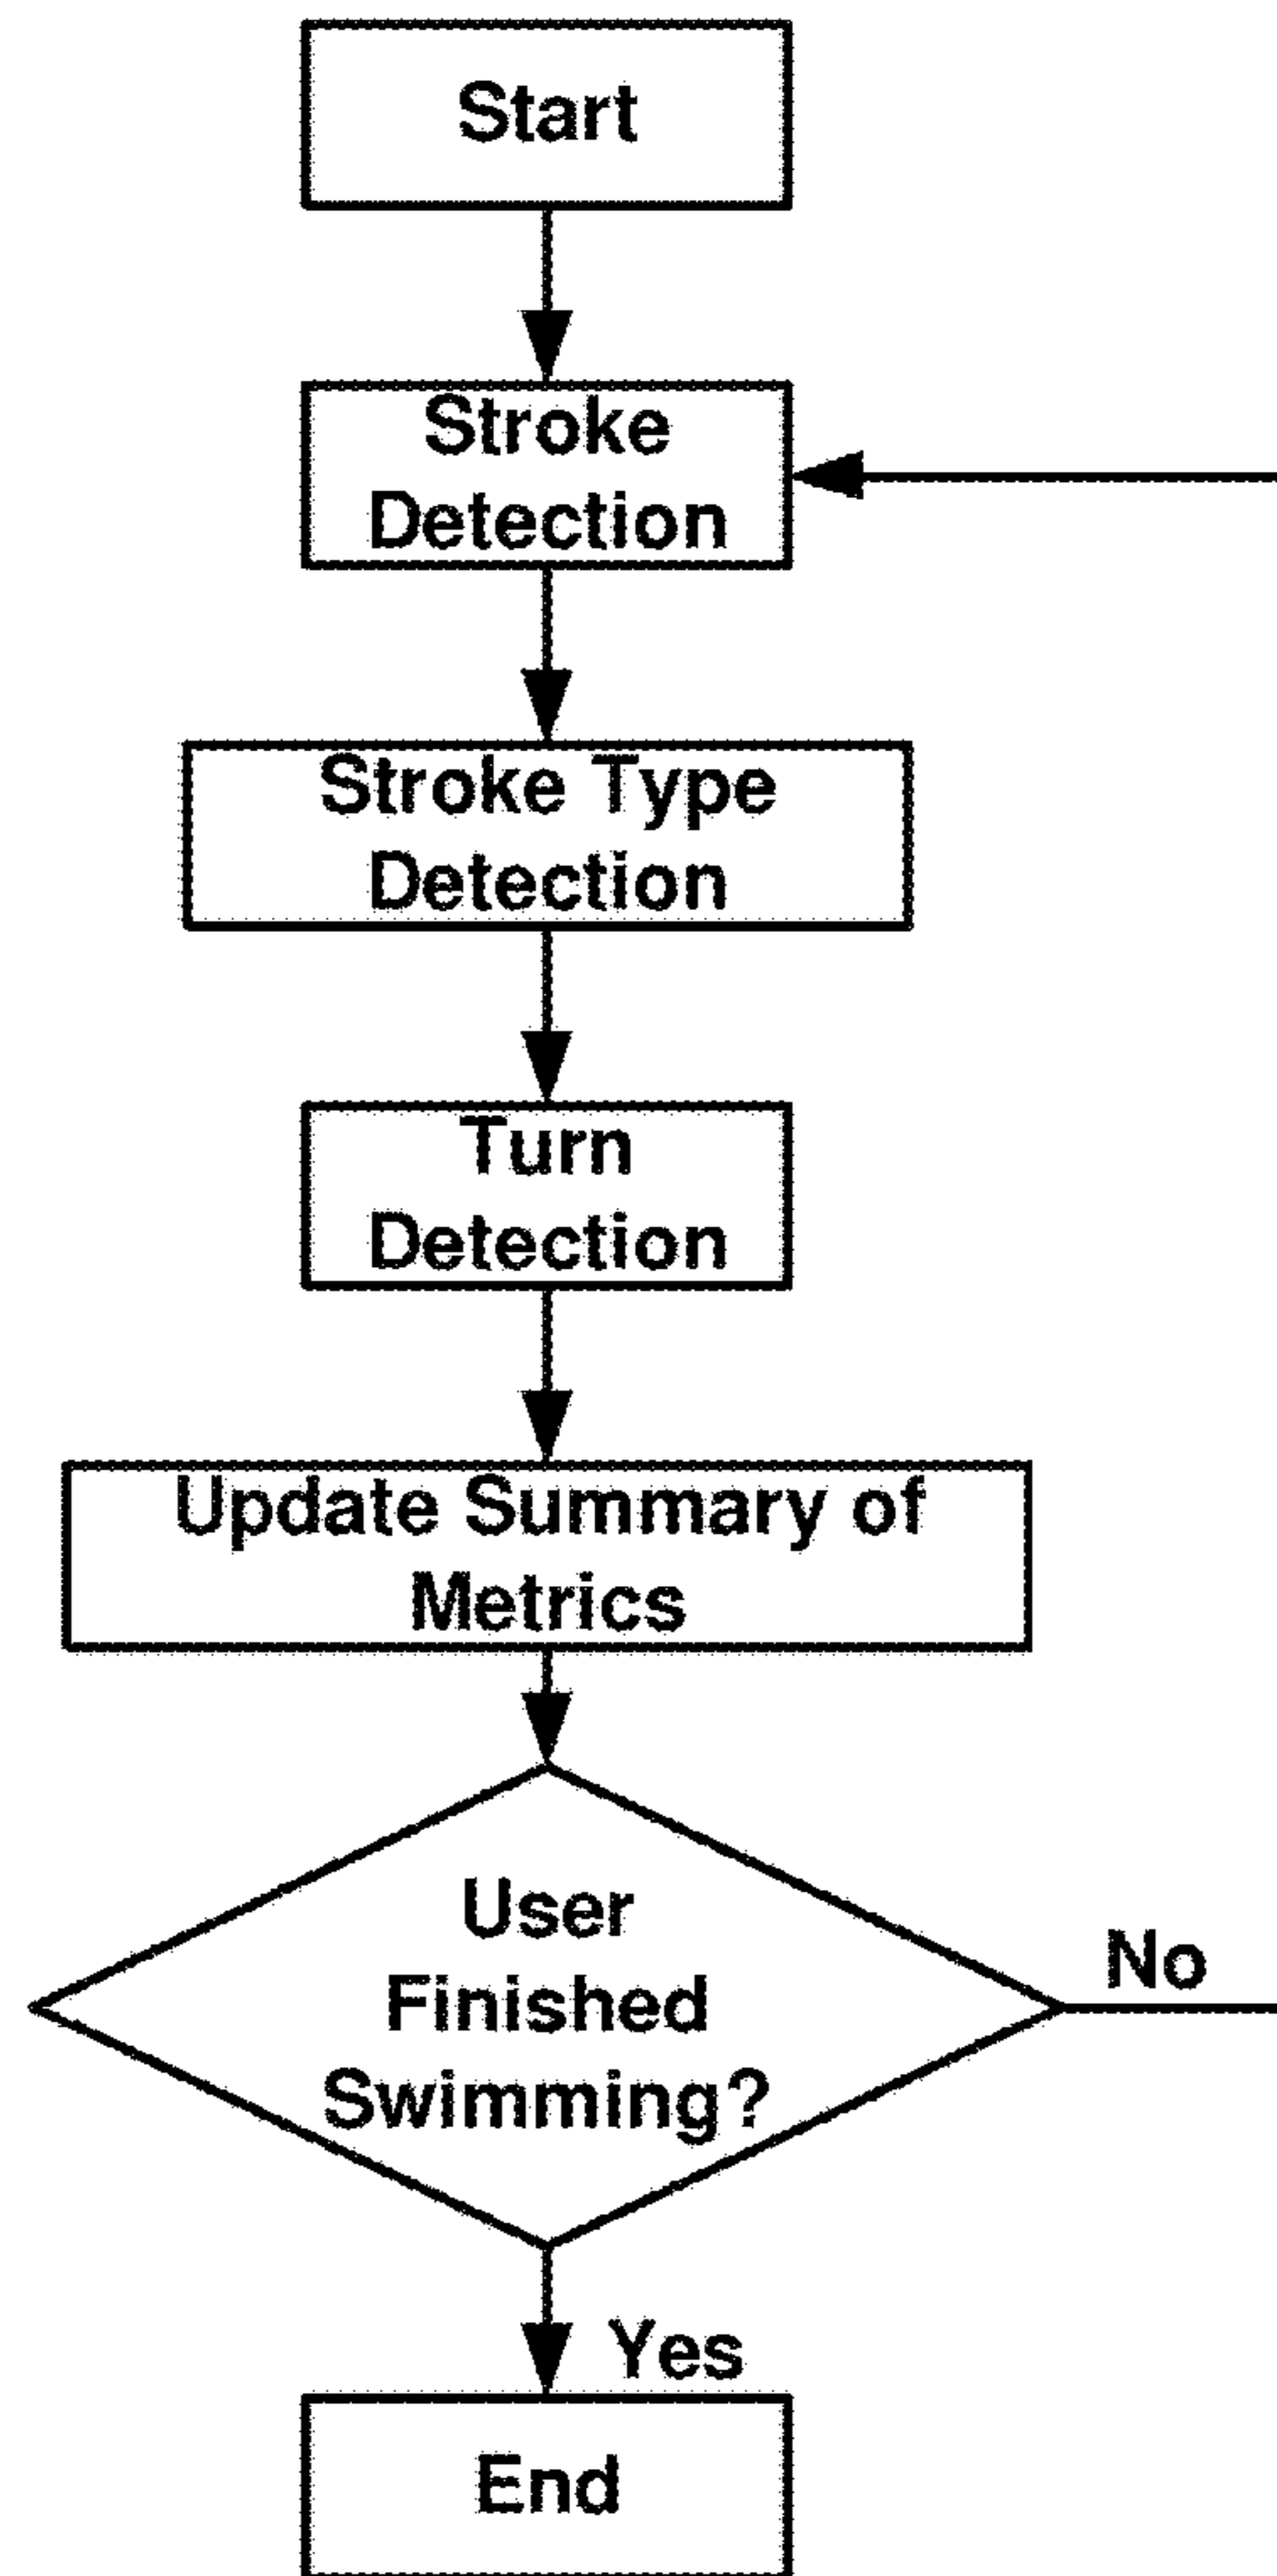 Start
Stroke
Detection
Stroke Type
Detection
Turn
Detection
Update Summary of
Metrics
User
Finished
Swimming?
No
Yes
End